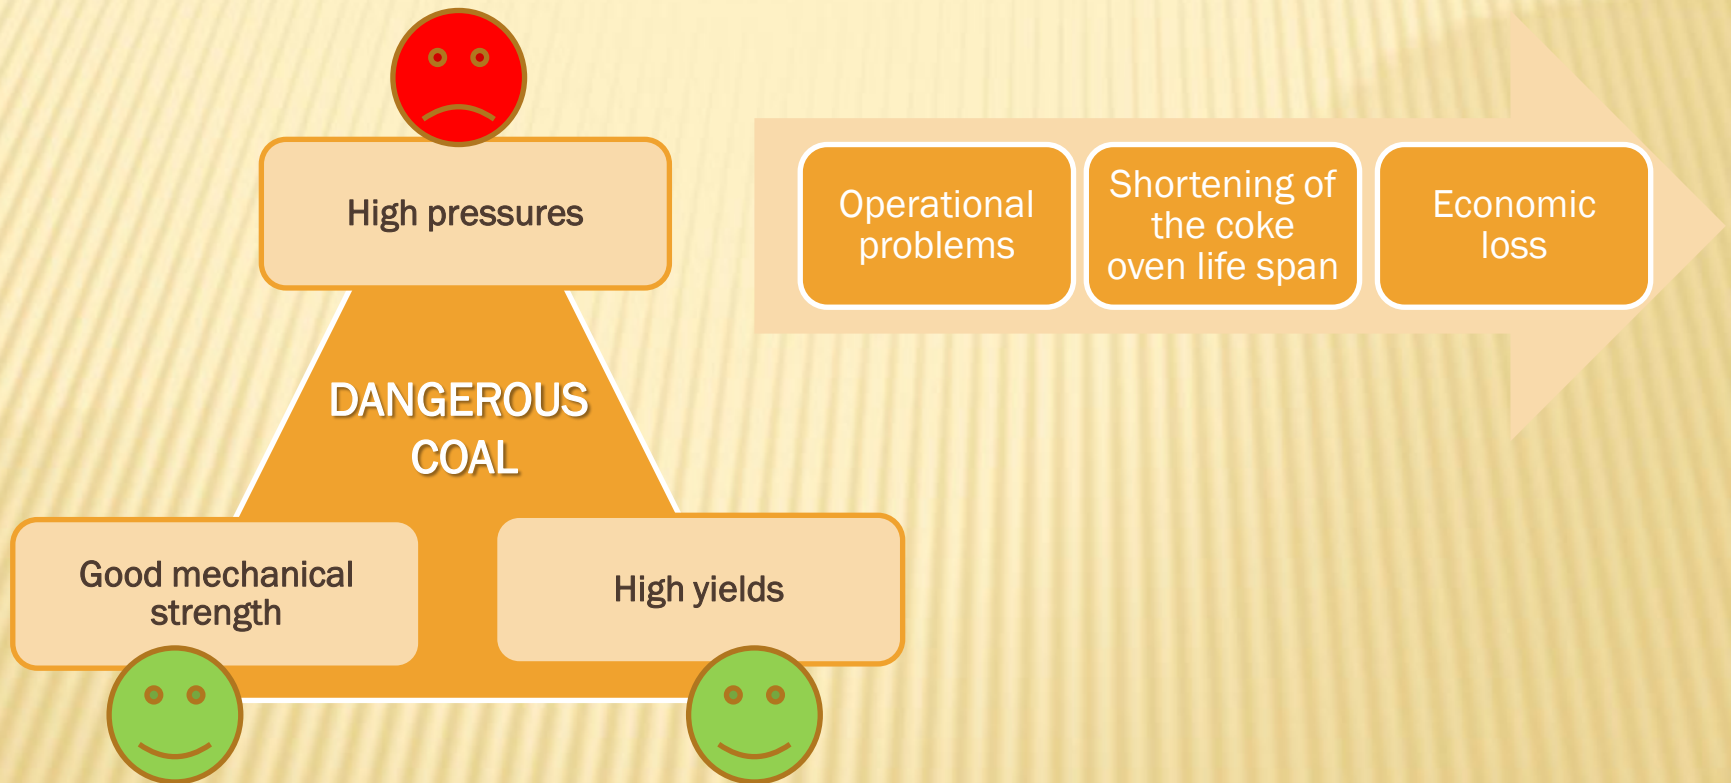 High pressures
Operational
problems
Shortening of
the coke
oven life span
Economic
loss
DANGEROUS
COAL
Good mechanical
strength
High yields